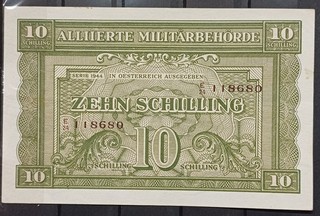 10 ALLIIERTE MILITÄRBEHÖRDE 10
SCHILLING SCHILLING
SERIE 1944 IN OESTERREICH AUSGEGEBEN
E/24 118680
ZEHN SCHILLING
E/24 118680
10
SCHILLING SCHILLING
10 10